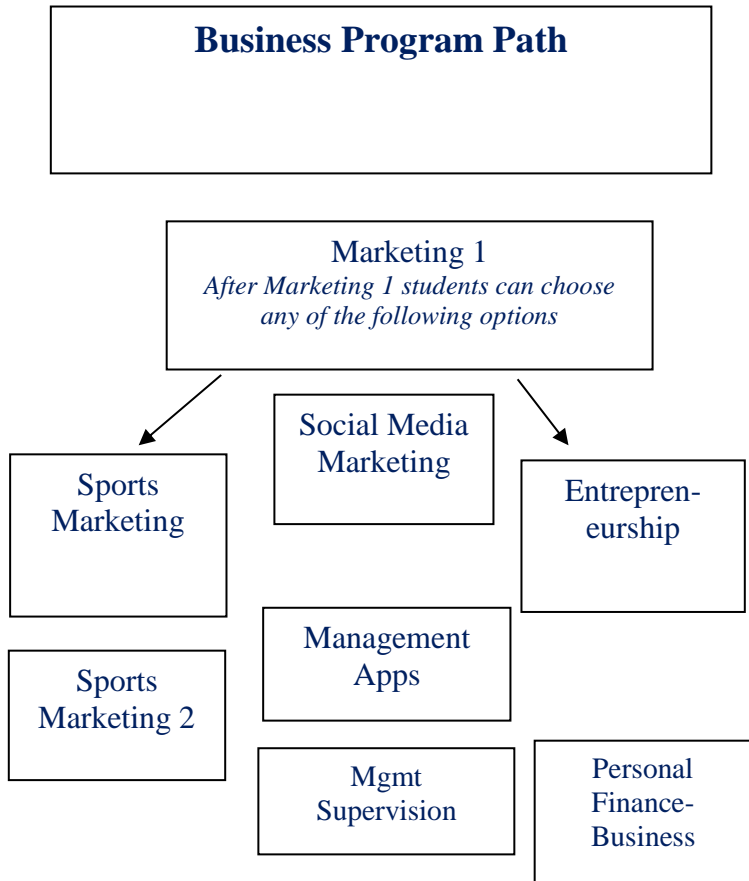 Business Program Path
Marketing 1
After Marketing 1 students can choose
any of the following options
Social Media
Marketing
Sports
Marketing
Entrepren-
eurship
Management
Apps
Sports
Marketing 2
Mgmt
Supervision
Personal
Finance-
Business